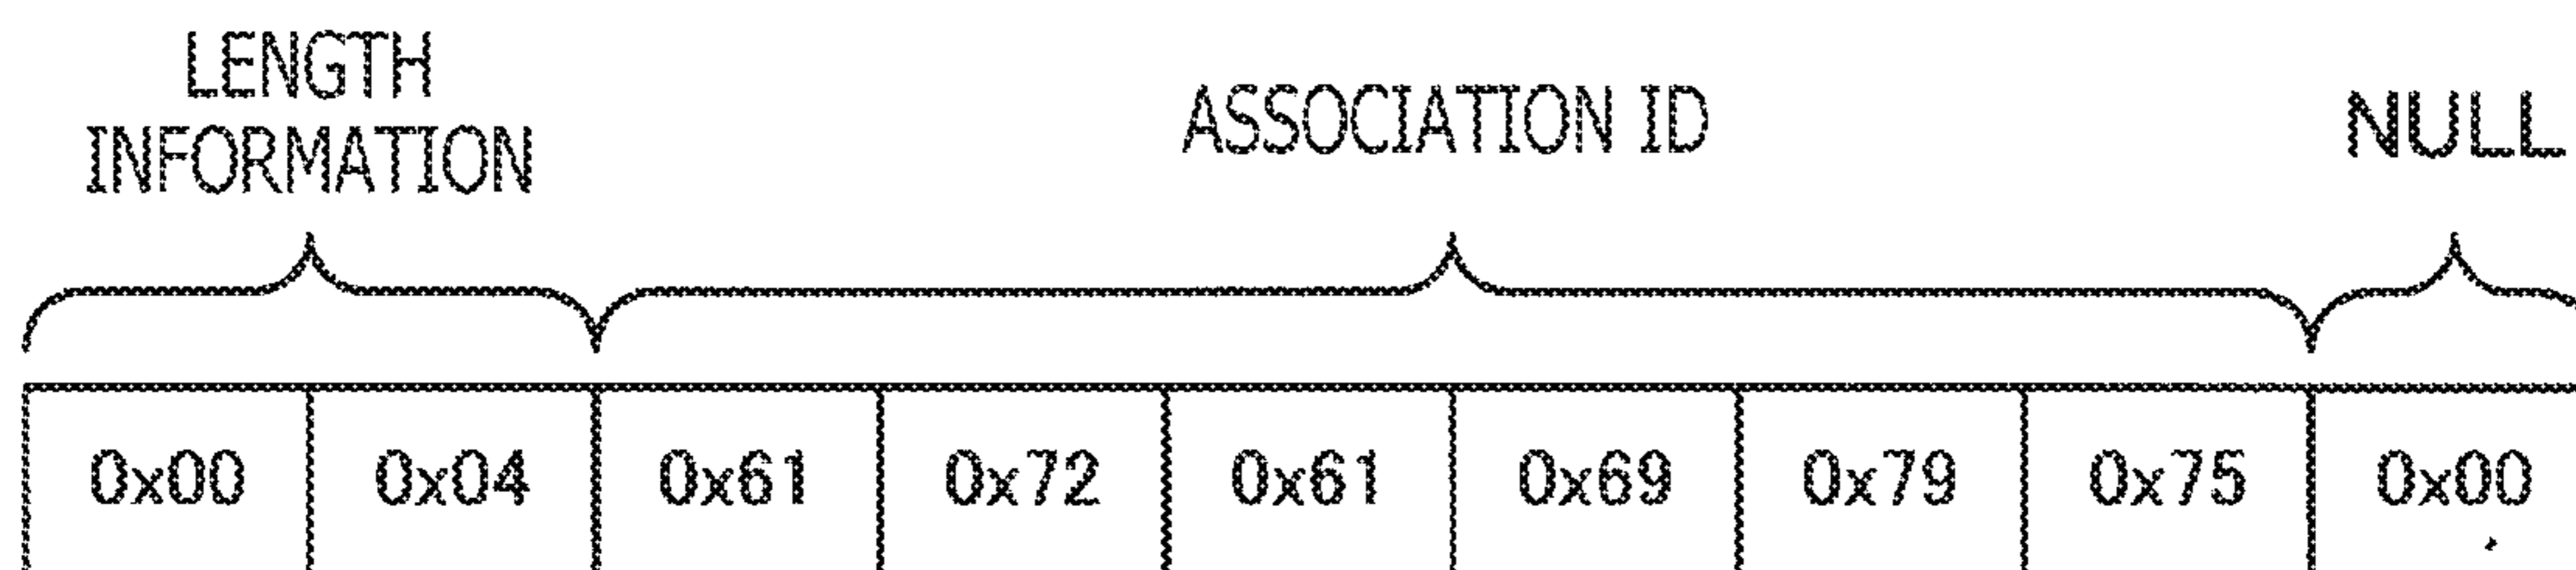 LENGTH
INFORMATION
ASSOCIATION ID
NULL
0x00 0x04 0x61 0x72 0x61 0x69 0x79 0x75 0x00